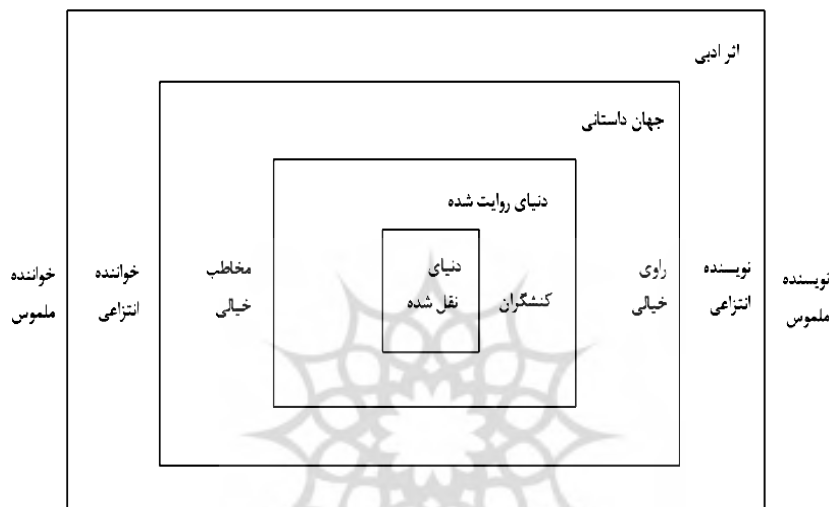 اثر ادبی
جهان داستانی
دنیای روایت شده
نویسنده
ملموس
نویسنده
انتزاعی
راوی
خیالی
کنشگران
دنیای
نقل شده
مخاطب
خیالی
خواننده
انتزاعی
خواننده
ملموس